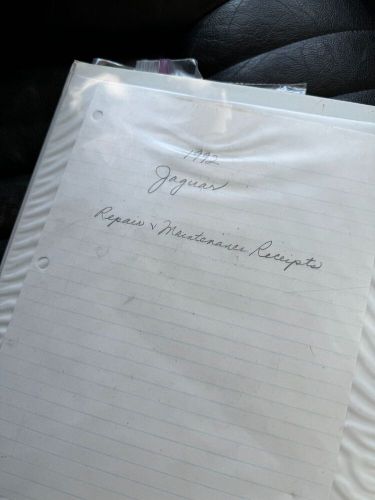 1992
Jaguar
Repair & Maintenance Receipts